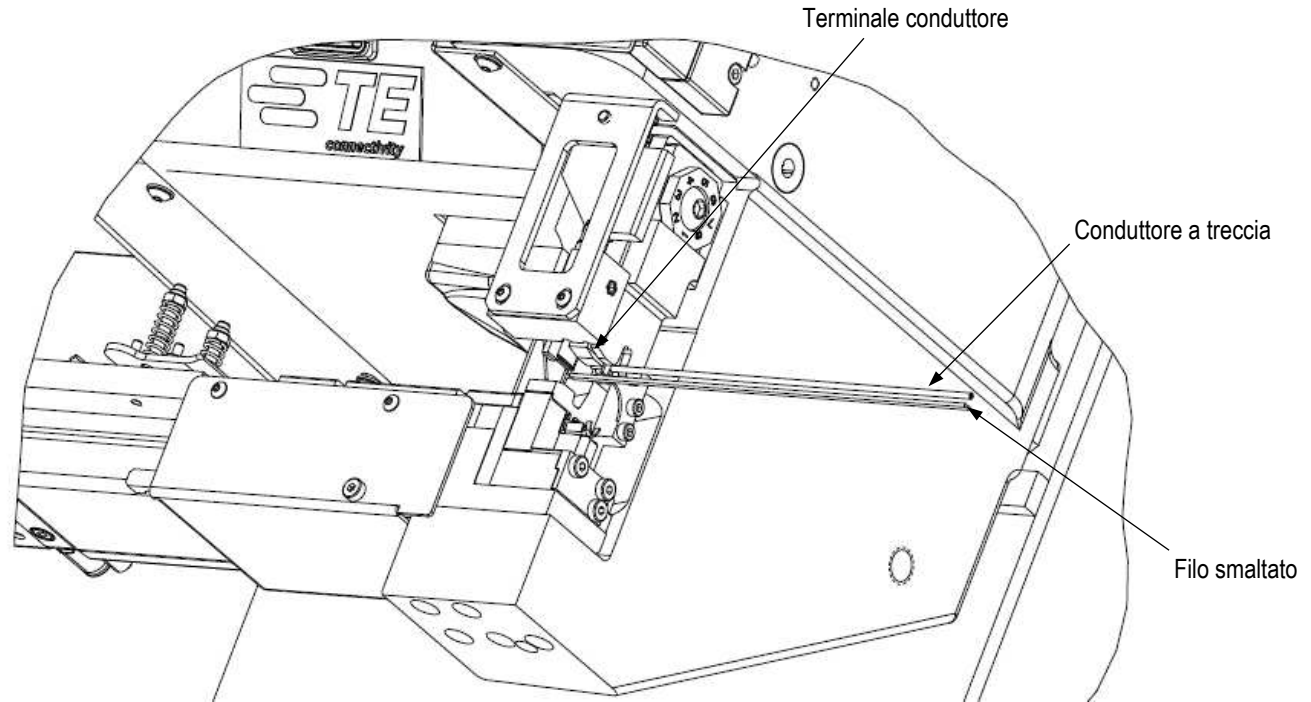 Terminale conduttore
TE
connectivity
Conduttore a treccia
Filo smaltato